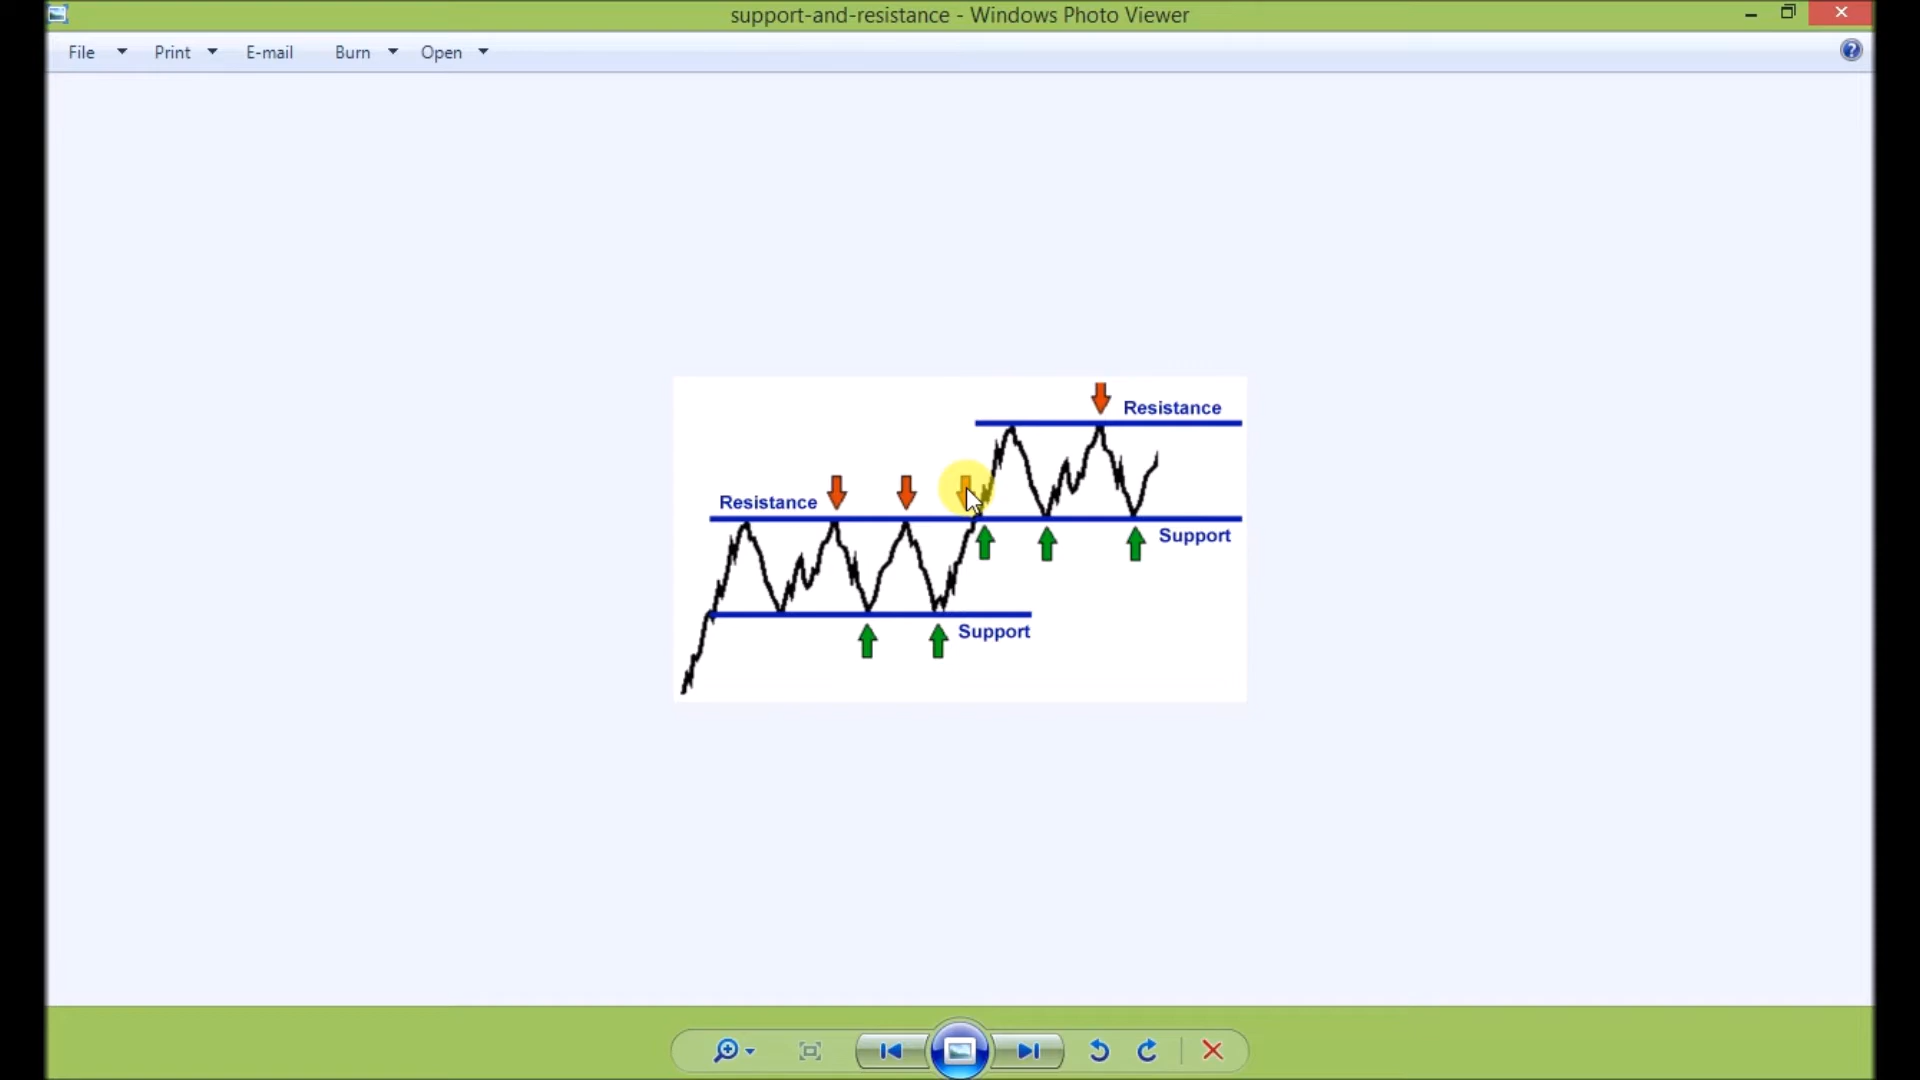 support-and-resistance - Windows Photo Viewer
File Print E-mail Burn Open
Resistance
Resistance
Support
Support